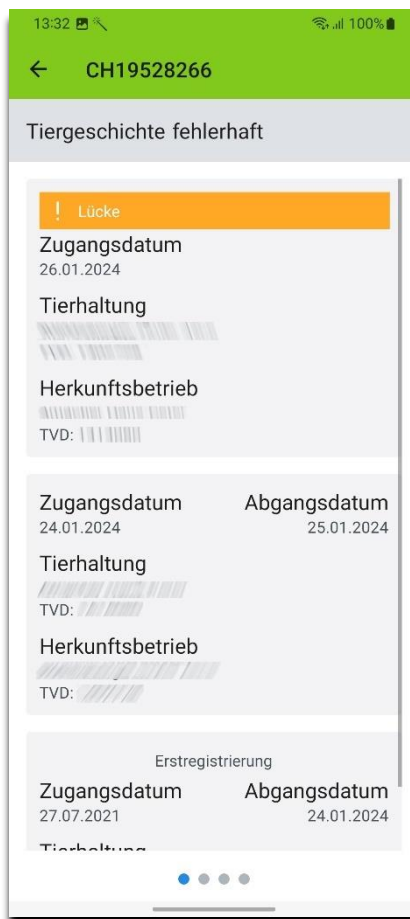 13:32 100%
CH19528266
Tiergeschichte fehlerhaft
! Lücke
Zugangsdatum
26.01.2024
Tierhaltung
Herkunftsbetrieb
TVD:
Zugangsdatum Abgangsdatum
24.01.2024 25.01.2024
Tierhaltung
TVD:
Herkunftsbetrieb
TVD:
Erstregistrierung
Zugangsdatum Abgangsdatum
27.07.2021 24.01.2024
Tierhaltung